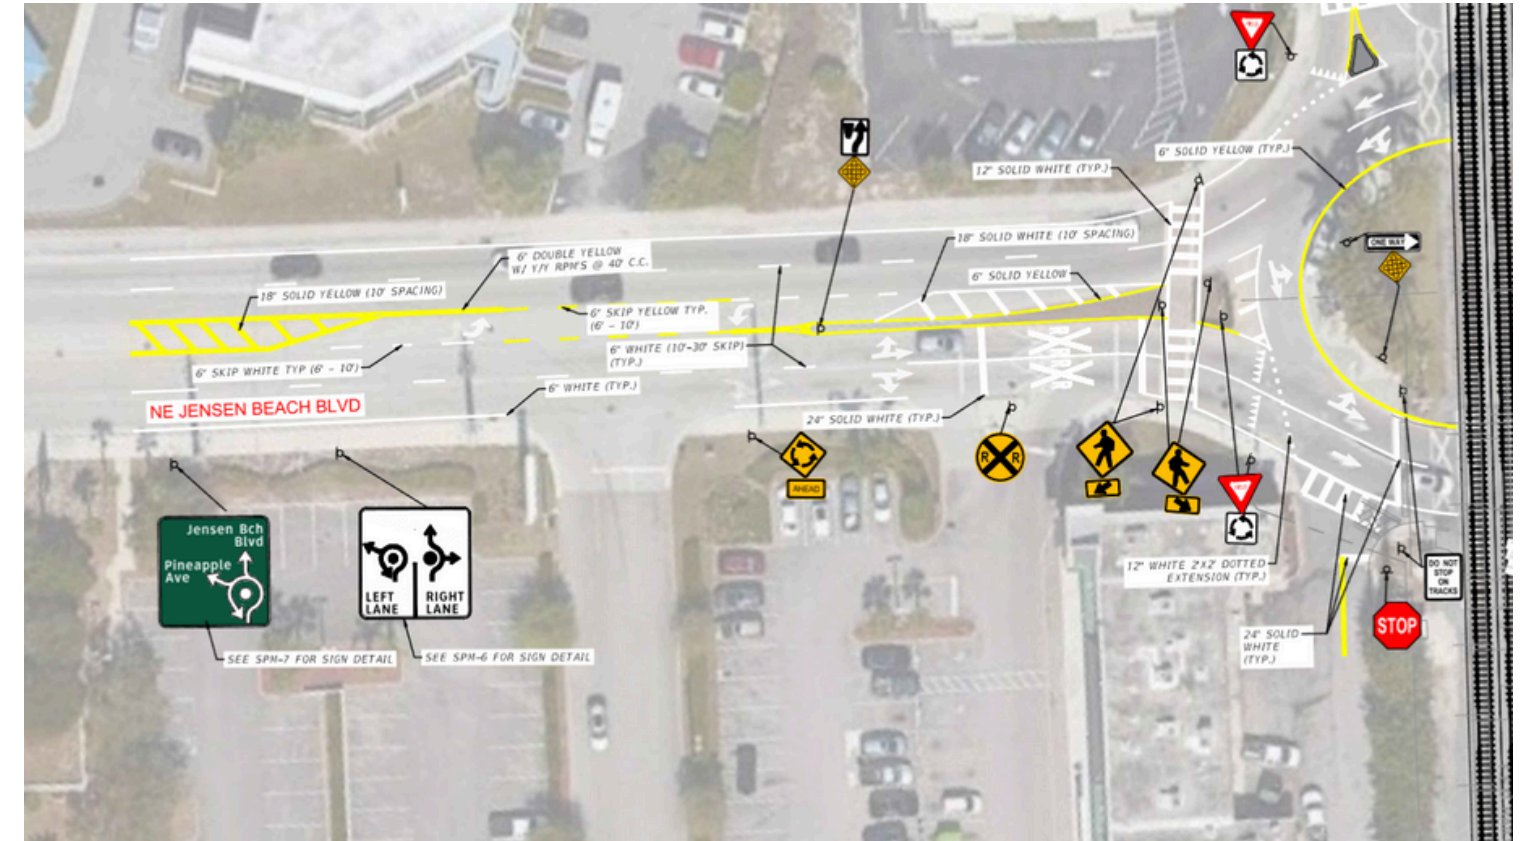 YIELD
6" SOLID YELLOW (TYP.)
12" SOLID WHITE (TYP.)
ONE WAY
18" SOLID WHITE (10' SPACING)
6" DOUBLE YELLOW
W/ Y/Y RPM'S @ 40' C.C.
6" SOLID YELLOW
18" SOLID YELLOW (10' SPACING)
6" SKIP YELLOW TYP.
(6' - 10')
6" WHITE (10'-30' SKIP)
(TYP.)
6" SKIP WHITE TYP (6' - 10')
6" WHITE (TYP.)
NE JENSEN BEACH BLVD
24" SOLID WHITE (TYP.)
R R
R R
AHEAD
YIELD
Jensen Bch
Blvd
Pineapple
Ave
LEFT
LANE
RIGHT
LANE
12" WHITE 2'X2' DOTTED
EXTENSION (TYP.)
DO NOT
STOP
ON
TRACKS
STOP
24" SOLID
WHITE
(TYP.)
SEE SPM-7 FOR SIGN DETAIL
SEE SPM-6 FOR SIGN DETAIL